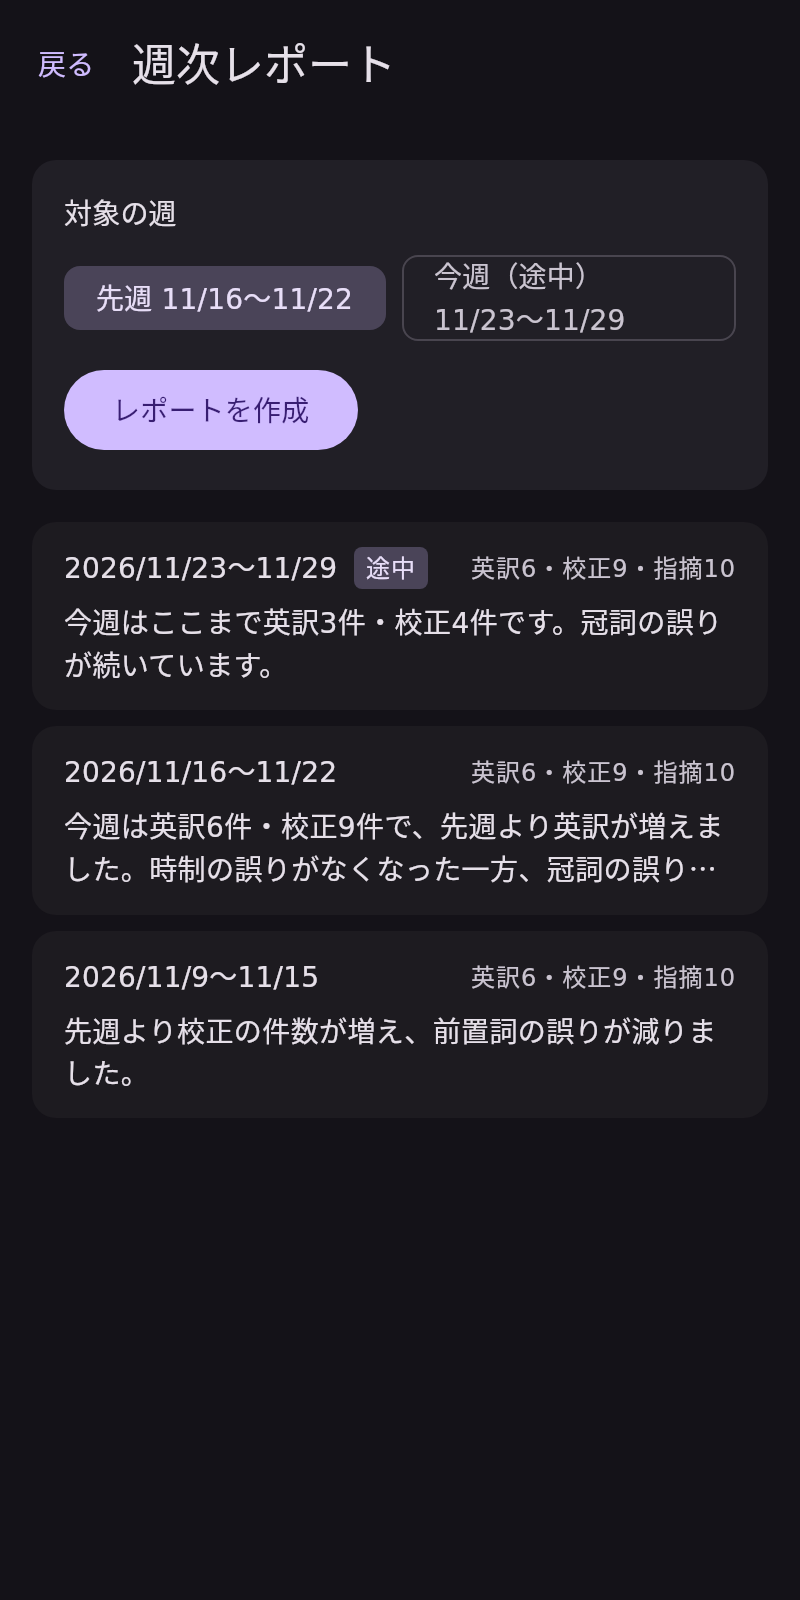 戻る 週次レポート
対象の週
先週 11/16〜11/22
今週（途中）
11/23〜11/29
レポートを作成
2026/11/23〜11/29 途中 英訳6・校正9・指摘10
今週はここまで英訳3件・校正4件です。冠詞の誤り
が続いています。
2026/11/16〜11/22 英訳6・校正9・指摘10
今週は英訳6件・校正9件で、先週より英訳が増えま
した。時制の誤りがなくなった一方、冠詞の誤り…
2026/11/9〜11/15 英訳6・校正9・指摘10
先週より校正の件数が増え、前置詞の誤りが減りま
した。